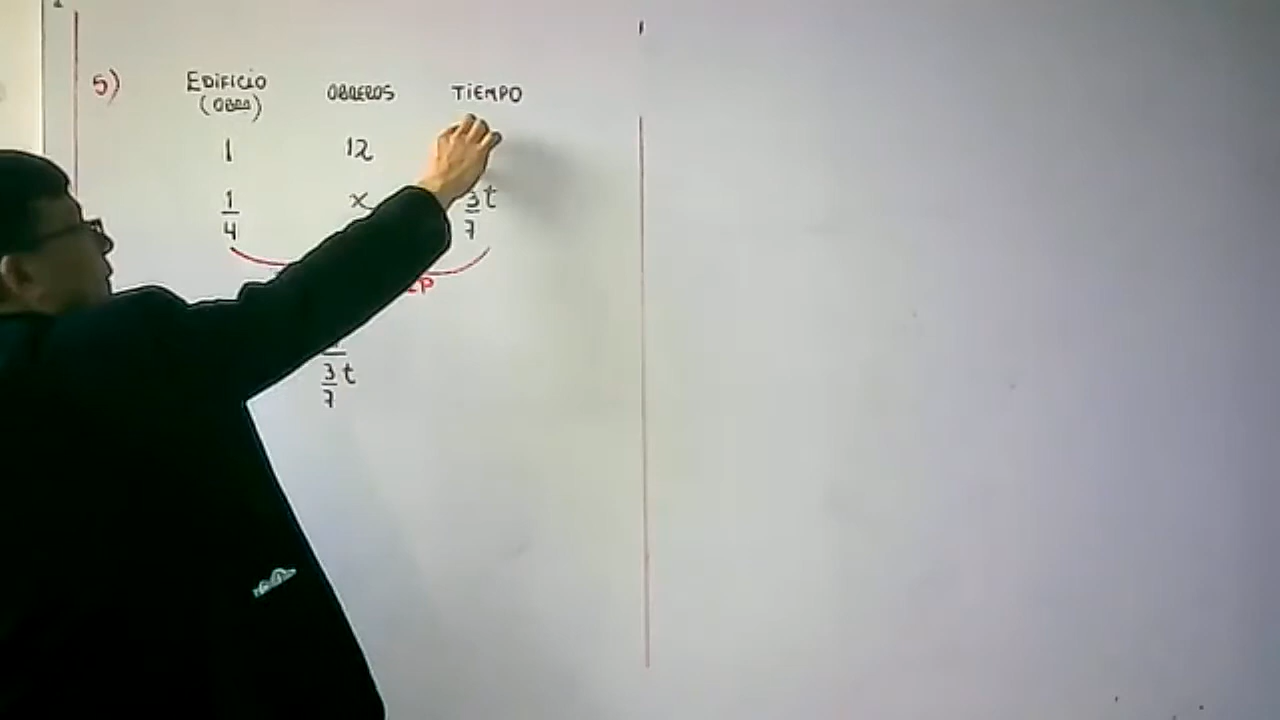 5) EDIFICIO OBREROS TIEMPO
(OBRA)
1 12
1/4 x 3/7 t
P
3/7 t